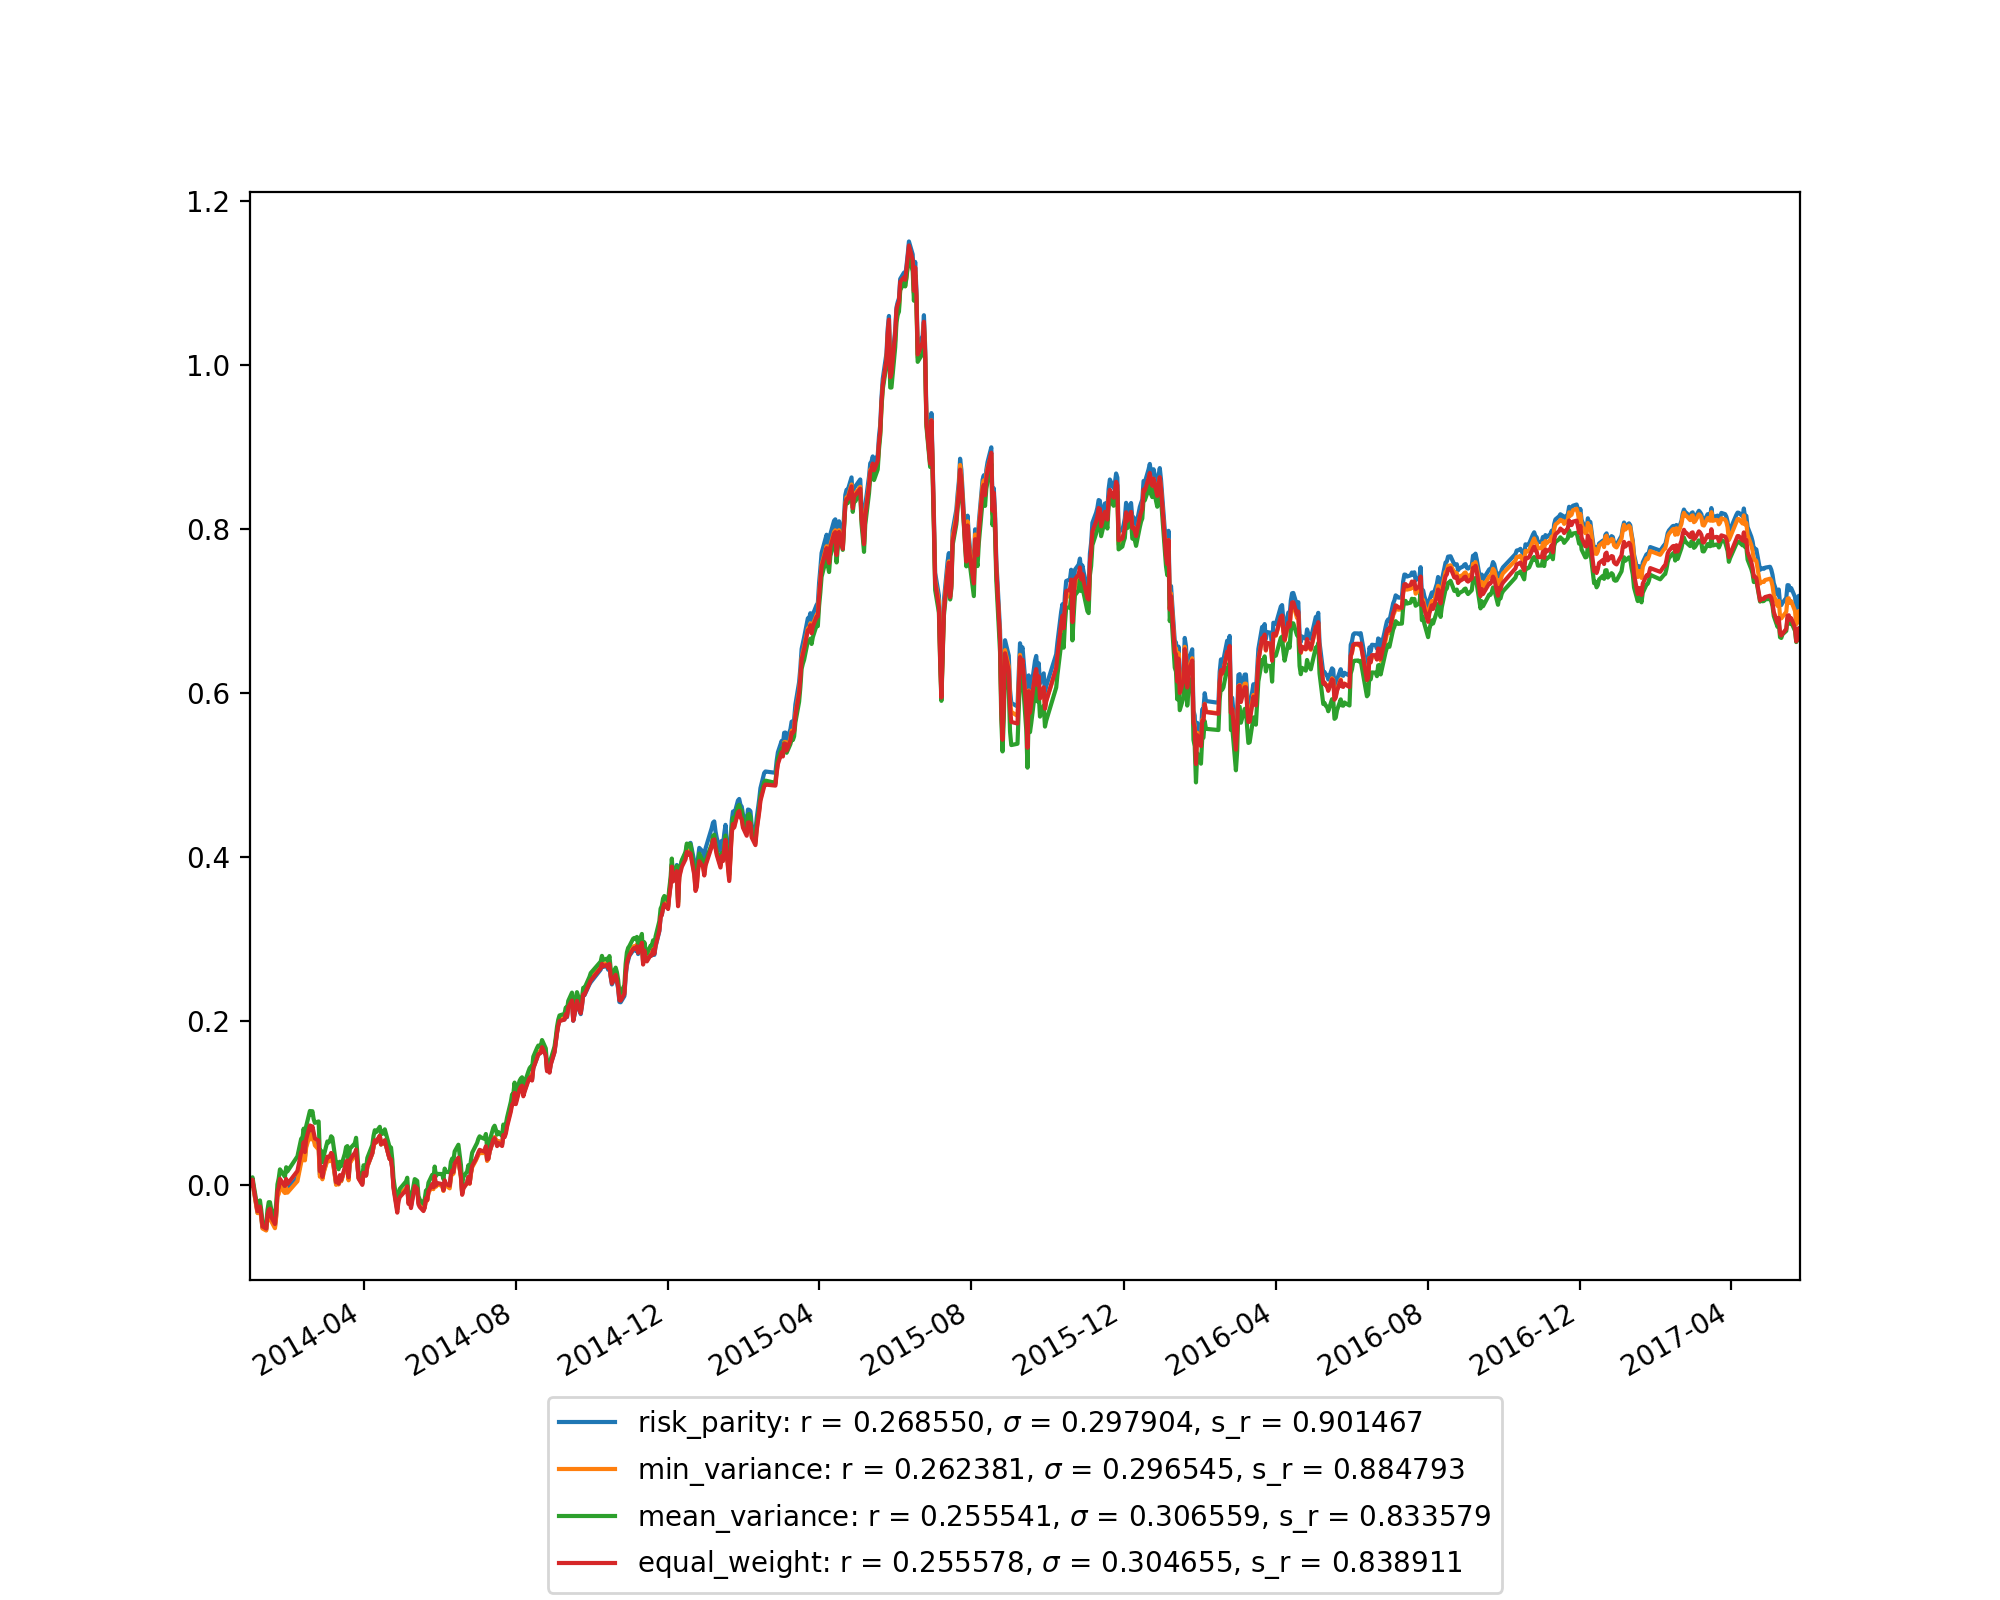 1.2
1.0
0.8
0.6
0.4
0.2
0.0
2014-04 2014-08 2014-12 2015-04 2015-08 2015-12 2016-04 2016-08 2016-12 2017-04
risk_parity: r = 0.268550, σ = 0.297904, s_r = 0.901467
min_variance: r = 0.262381, σ = 0.296545, s_r = 0.884793
mean_variance: r = 0.255541, σ = 0.306559, s_r = 0.833579
equal_weight: r = 0.255578, σ = 0.304655, s_r = 0.838911